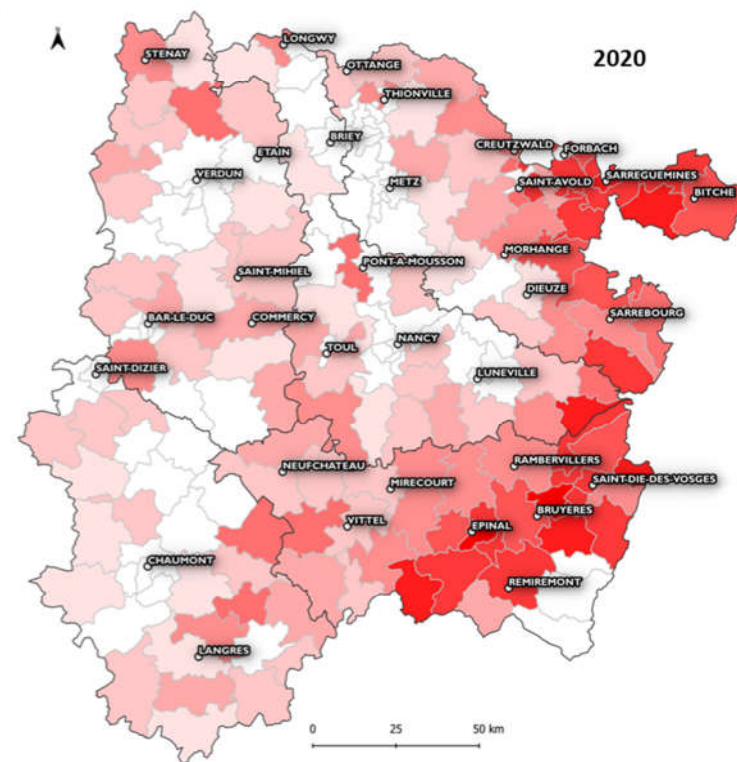 N
LONGWY
STENAY
2020
OTTANGE
THIONVILLE
CREUTZWALD
FORBACH
BRIEY
ETAIN
VERDUN
METZ
SAINT-AVOLD
SARREGUEMINES
BITCHE
MORHANGE
PONT-A-MOUSSON
SAINT-MIHIEL
DIEUZE
BAR-LE-DUC
COMMERCY
SARREBOURG
TOUL
NANCY
SAINT-DIZIER
LUNEVILLE
NEUFCHATEAU
RAMBERVILLERS
MIRECOURT
SAINT-DIE-DES-VOSGES
BRUYERES
VITTEL
EPINAL
CHAUMONT
REMIREMONT
LANGRES
0 25 50 km